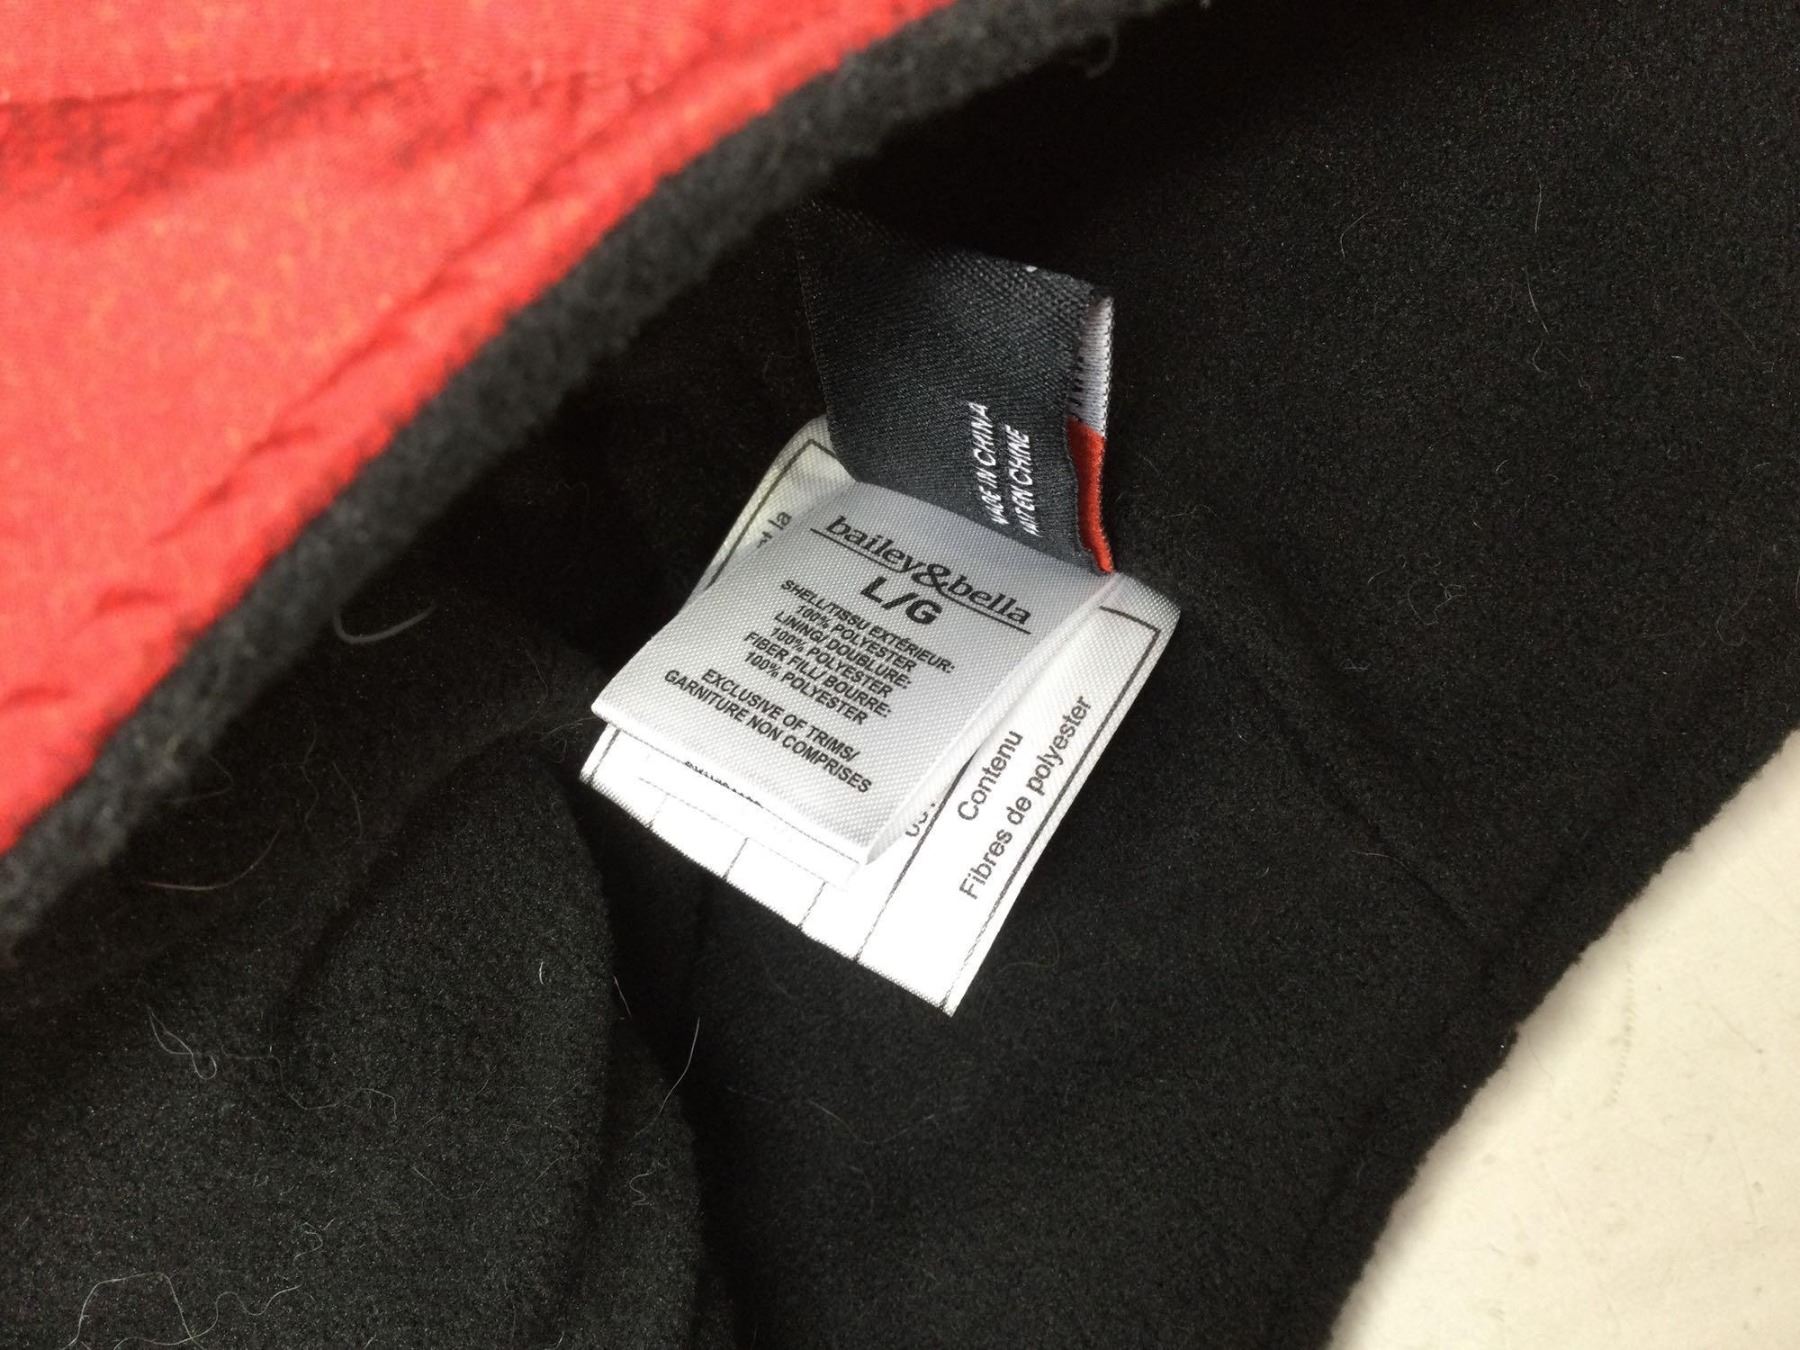 MADE IN CHINA
FAIT EN CHINE
bailey&bella
L/G
SHELL/TISSU EXTÉRIEUR:
100% POLYESTER
LINING/DOUBLURE:
100% POLYESTER
FIBER FILL/ BOURRE:
100% POLYESTER
EXCLUSIVE OF TRIMS/
GARNITURE NON COMPRISES
la
Contenu
Fibres de polyester